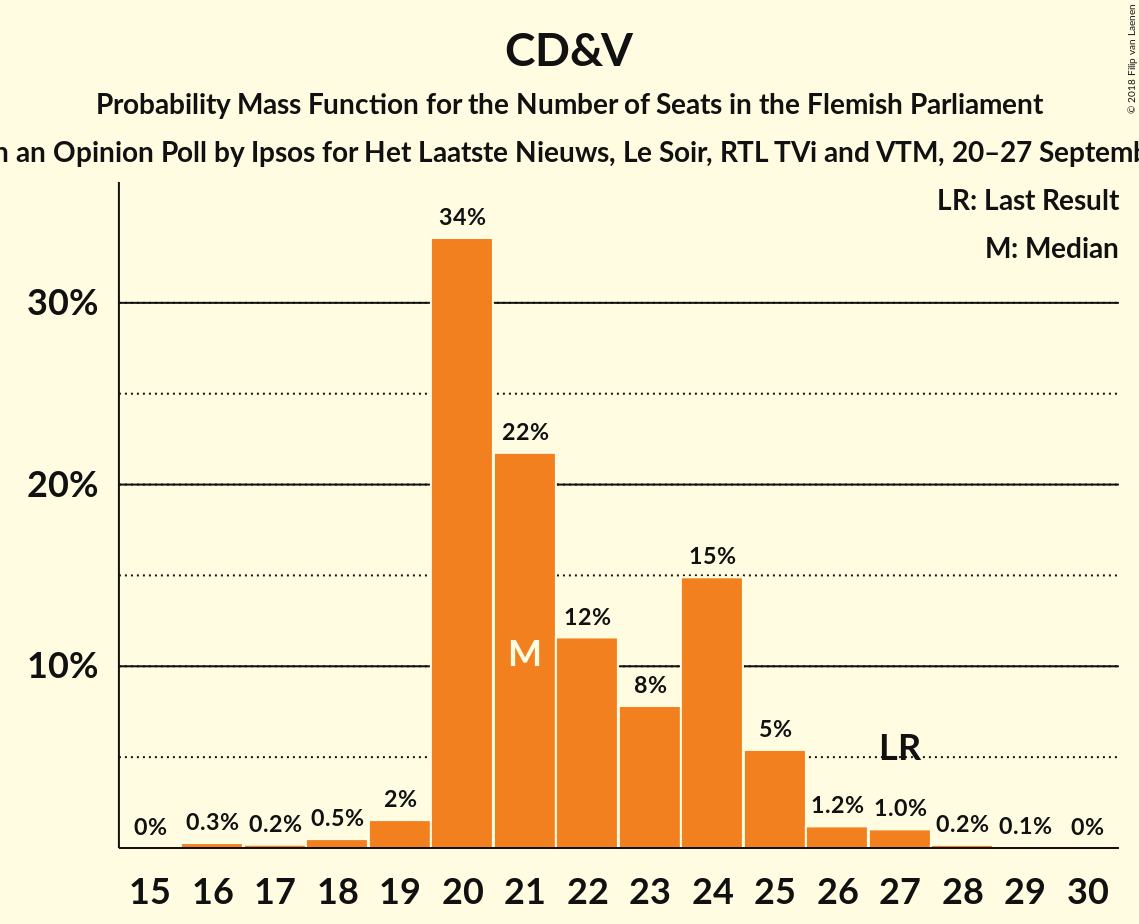 CD&V
Probability Mass Function for the Number of Seats in the Flemish Parliament
an Opinion Poll by Ipsos for Het Laatste Nieuws, Le Soir, RTL TVi and VTM, 20–27
© 2018 Filip van Laenen
LR: Last Result
M: Median
34%
30%
22%
20%
15%
12%
M
10%
8%
5%
LR
2%
1.2%
1.0%
0%
0.3%
0.2%
0.5%
0.2%
0.1%
0%
15 16 17 18 19 20 21 22 23 24 25 26 27 28 29 30